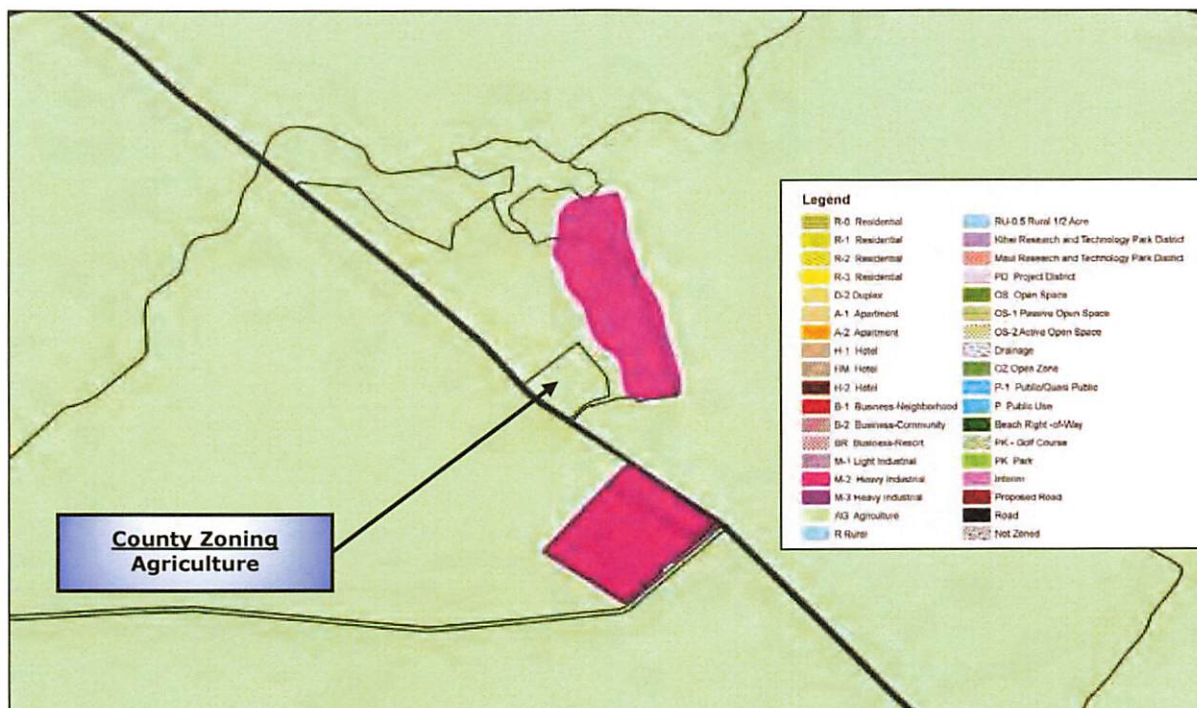 County Zoning
Agriculture
Legend
R-0 Residential
R-1 Residential
R-2 Residential
R-3 Residential
D-2 Duplex
A-1 Apartment
A-2 Apartment
H-1 Hotel
HM Hotel
H-2 Hotel
B-1 Business-Neighborhood
B-2 Business-Community
BR Business-Resort
M-1 Light Industrial
M-2 Heavy Industrial
M-3 Heavy Industrial
AG Agriculture
R Rural
RU-0.5 Rural 1/2 Acre
Kihei Research and Technology Park District
Maui Research and Technology Park District
PD Project District
OS Open Space
OS-1 Passive Open Space
OS-2 Active Open Space
Drainage
OZ Open Zone
P-1 Public/Quasi Public
P Public Use
Beach Right -of-Way
PK - Golf Course
PK Park
Interim
Proposed Road
Road
Not Zoned